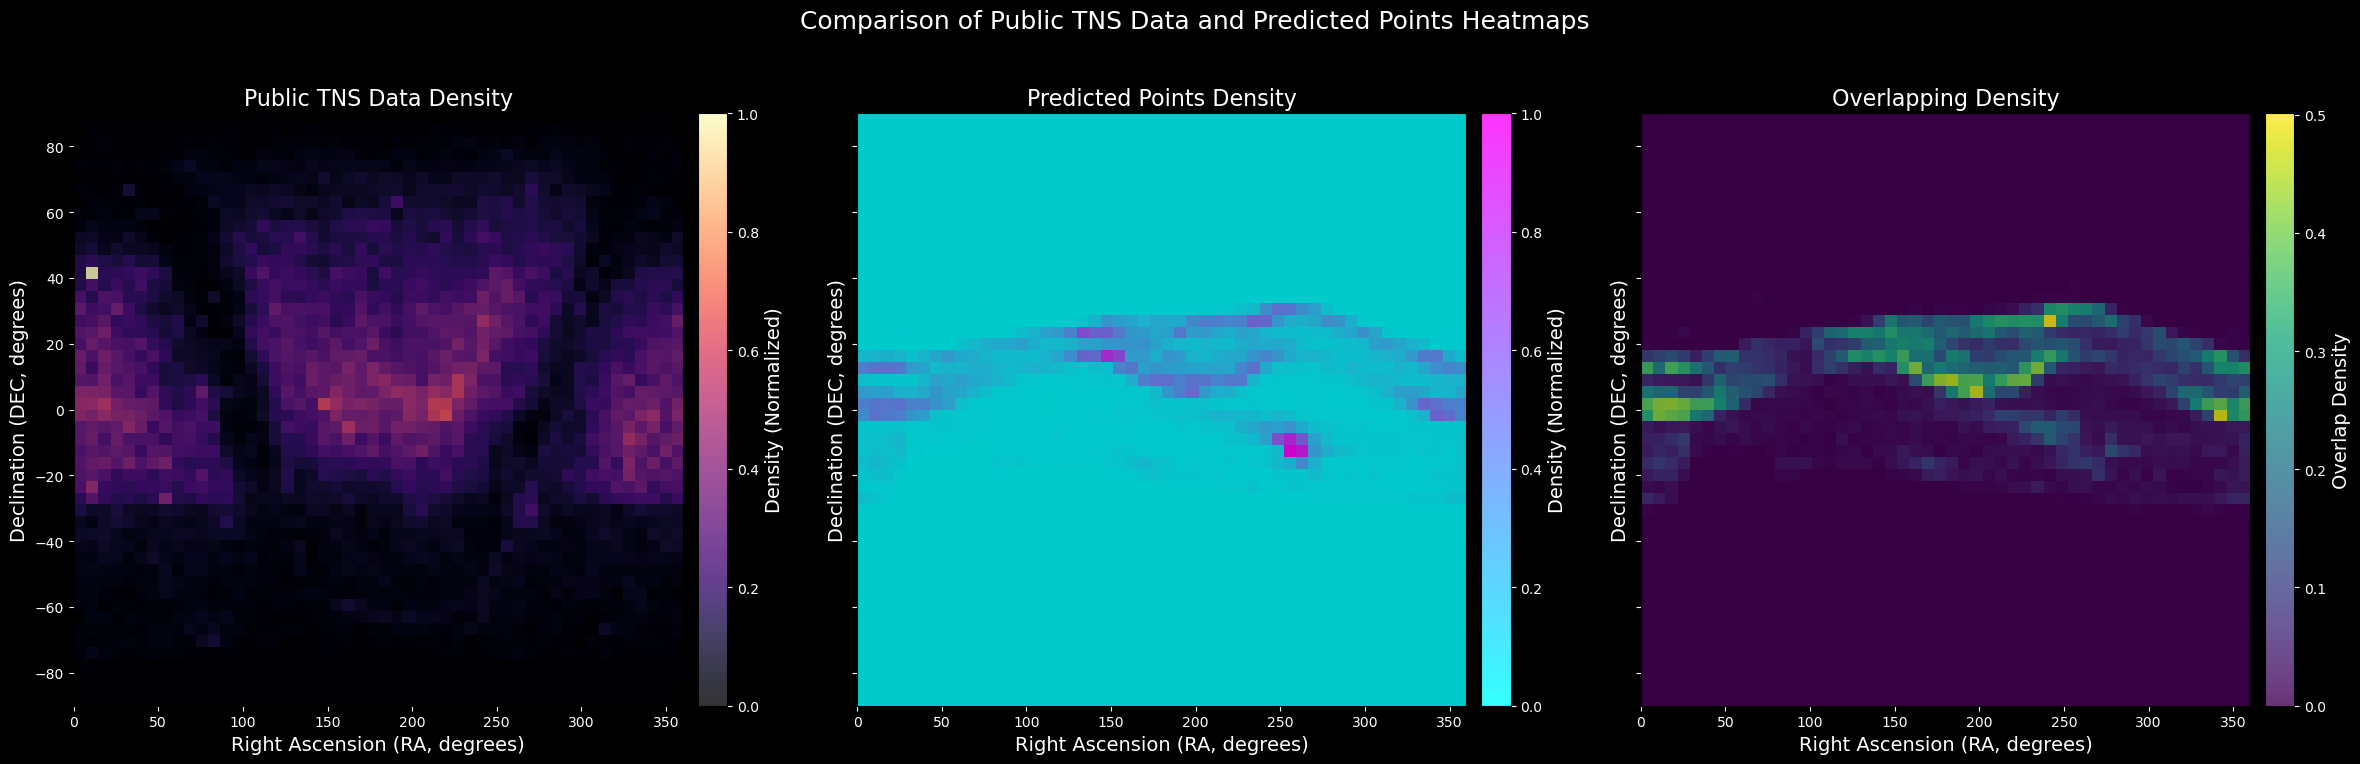 Comparison of Public TNS Data and Predicted Points Heatmaps
Public TNS Data Density
80
60
40
20
0
−20
−40
−60
−80
Declination (DEC, degrees)
0 50 100 150 200 250 300 350
Right Ascension (RA, degrees)
1.0
0.8
0.6
0.4
0.2
0.0
Density (Normalized)
Predicted Points Density
Declination (DEC, degrees)
0 50 100 150 200 250 300 350
Right Ascension (RA, degrees)
1.0
0.8
0.6
0.4
0.2
0.0
Density (Normalized)
Overlapping Density
Declination (DEC, degrees)
0 50 100 150 200 250 300 350
Right Ascension (RA, degrees)
0.5
0.4
0.3
0.2
0.1
0.0
Overlap Density